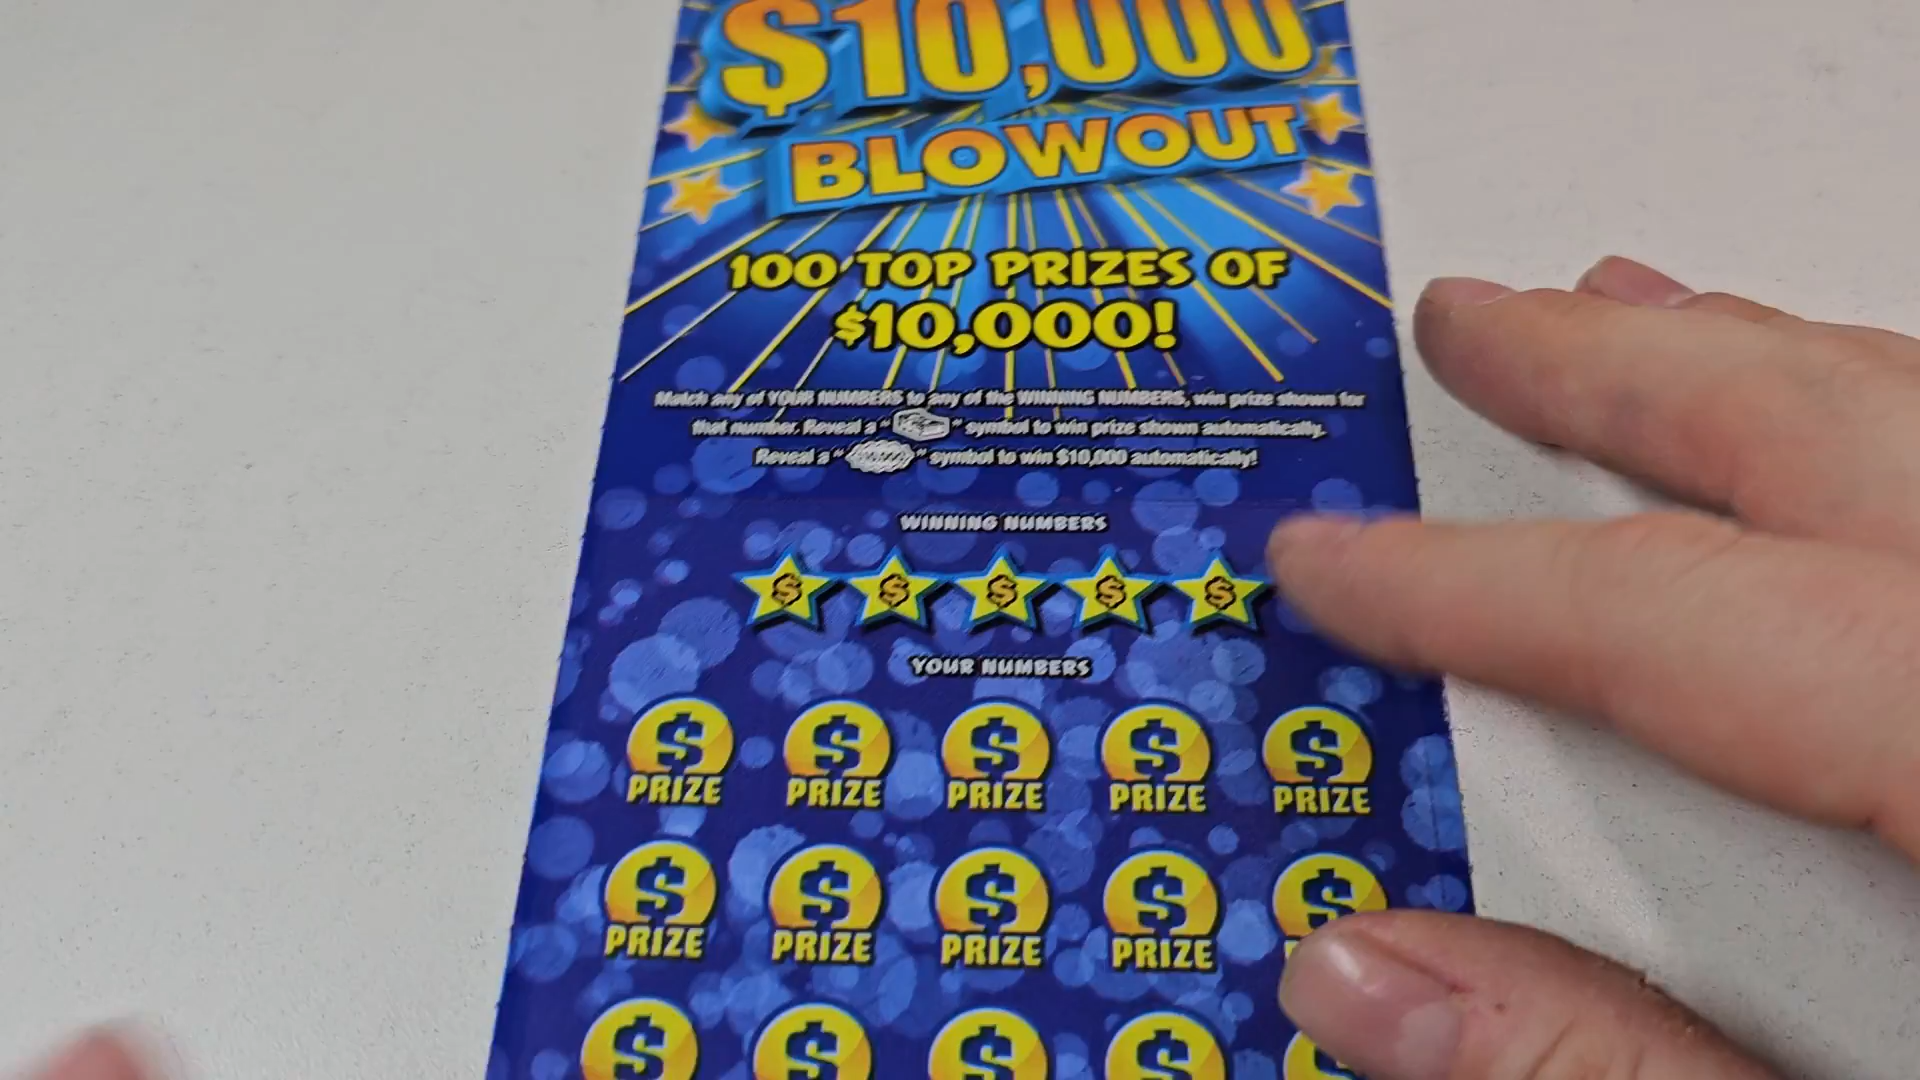 $10,000
BLOWOUT
100 TOP PRIZES OF
$10,000!
Match any of YOUR NUMBERS to any of the WINNING NUMBERS, win prize shown for
that number. Reveal a " " symbol to win prize shown automatically.
Reveal a " " symbol to win $10,000 automatically!
WINNING NUMBERS
$ $ $ $ $
YOUR NUMBERS
$ $ $ $ $
PRIZE PRIZE PRIZE PRIZE PRIZE
$ $ $ $ $
PRIZE PRIZE PRIZE PRIZE
$ $ $ $ $